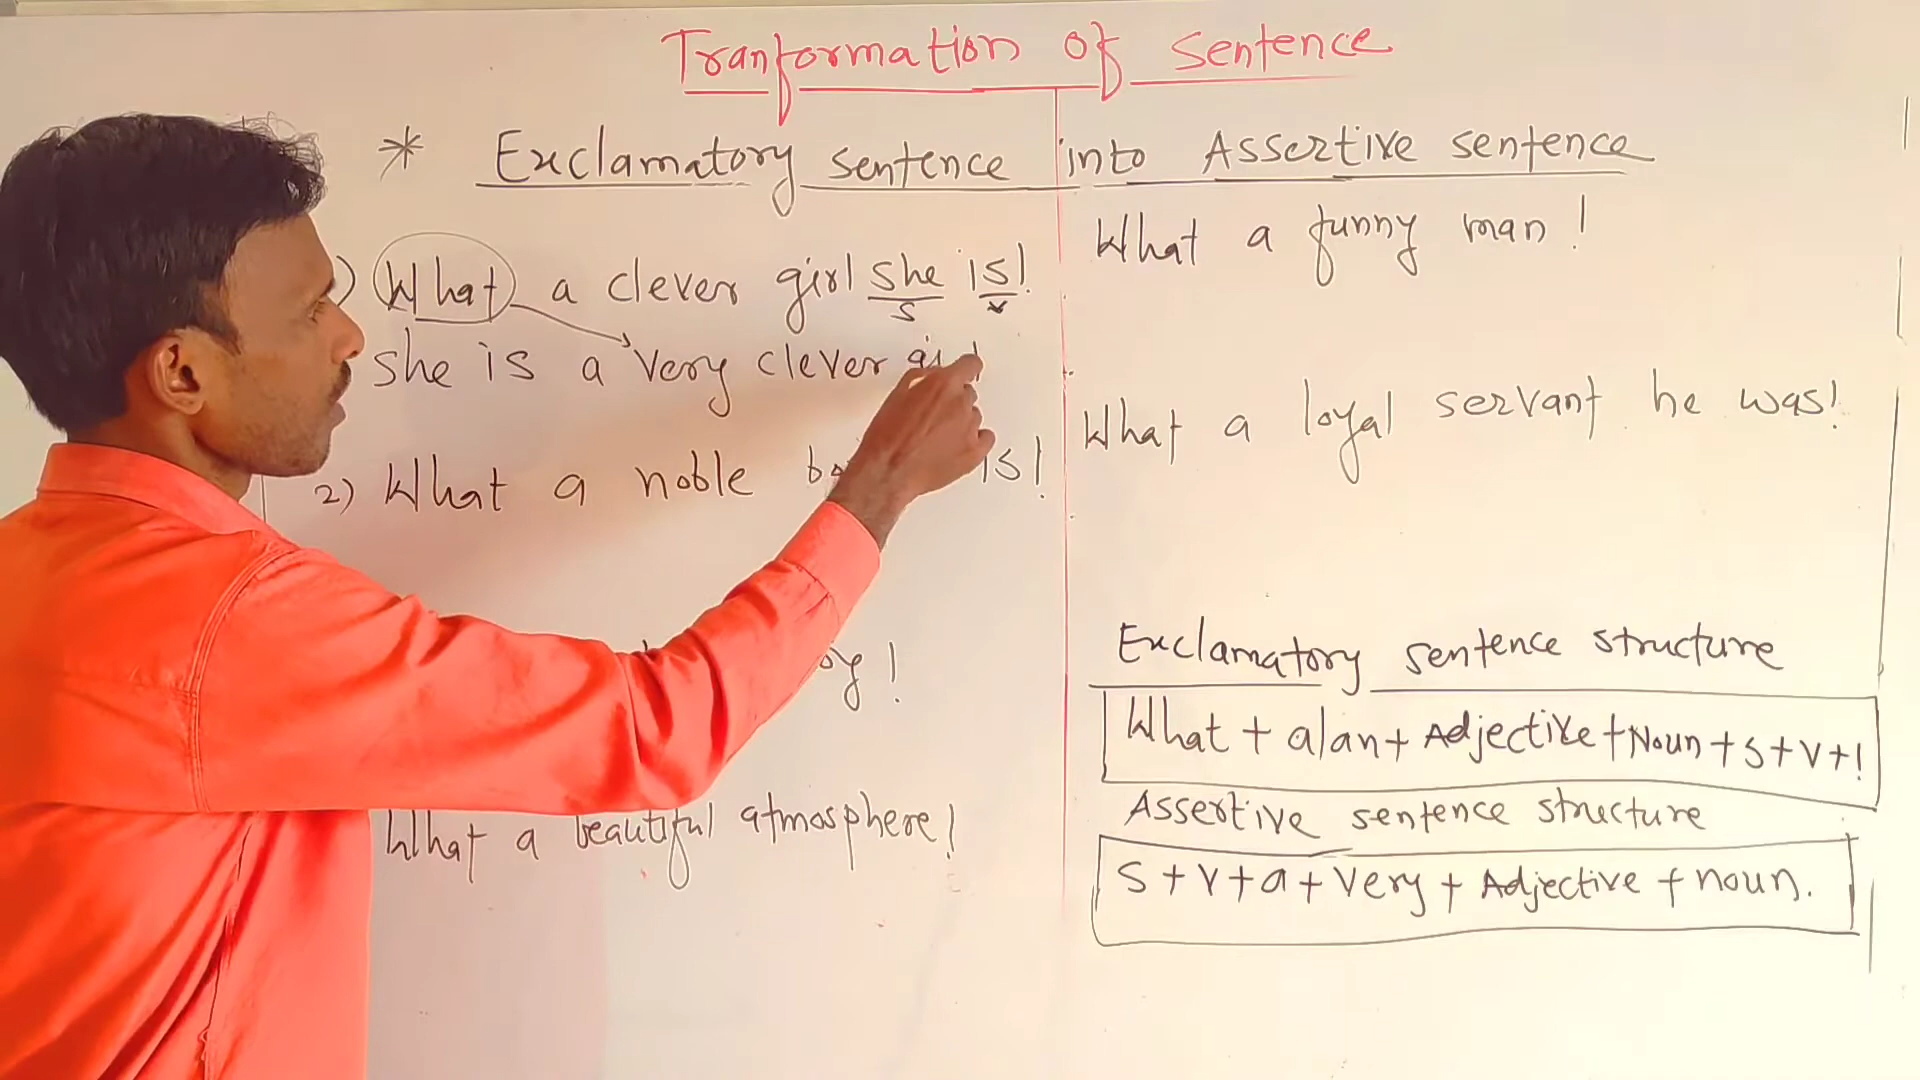 Tranformation of sentence
* Exclamatory sentence into Assertive sentence
) What a clever girl she is!
s v
she is a very clever
2) What a noble is!
!
What a beautiful atmosphere!
What a funny man!
What a loyal servant he was!
Exclamatory sentence structure
What + a/an + Adjective + Noun + s + v + !
Assertive sentence structure
s + v + a + very + Adjective + noun.